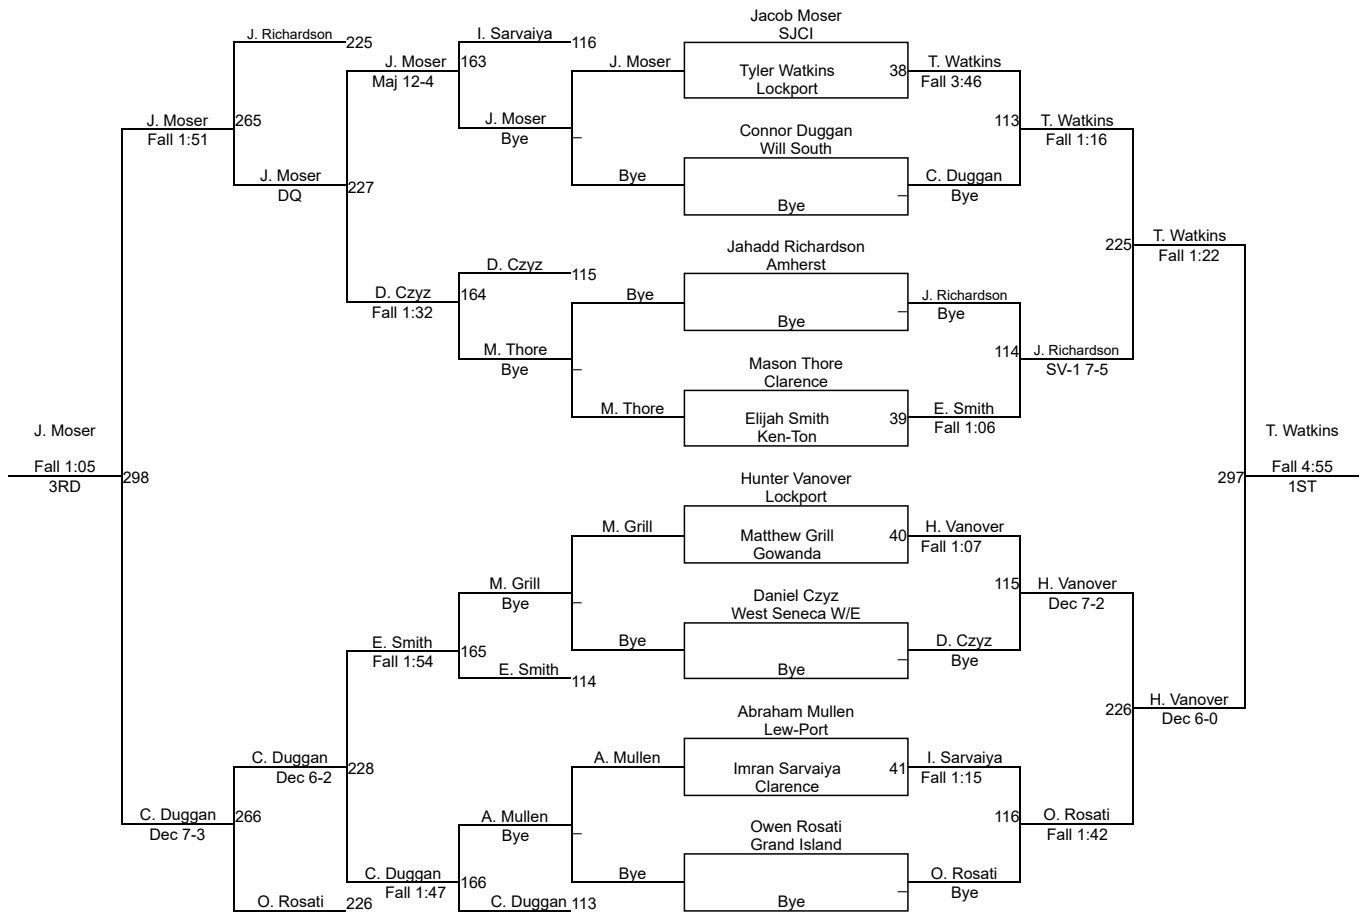 Jacob Moser
SJCI
J. Richardson
225
I. Sarvaiya
116
J. Moser
163
Maj 12-4
J. Moser
Tyler Watkins
Lockport
38
T. Watkins
Fall 3:46
J. Moser
Fall 1:51
265
J. Moser
Bye
–
Connor Duggan
Will South
113
T. Watkins
Fall 1:16
J. Moser
DQ
227
Bye
Bye
–
C. Duggan
Bye
Jahadd Richardson
Amherst
225
T. Watkins
Fall 1:22
D. Czyz
115
D. Czyz
Fall 1:32
164
Bye
Bye
–
J. Richardson
Bye
M. Thore
Bye
–
Mason Thore
Clarence
114
J. Richardson
SV-1 7-5
M. Thore
Elijah Smith
Ken-Ton
39
E. Smith
Fall 1:06
J. Moser
Fall 1:05
3RD
298
T. Watkins
297
Fall 4:55
1ST
Hunter Vanover
Lockport
M. Grill
Matthew Grill
Gowanda
40
H. Vanover
Fall 1:07
M. Grill
Bye
–
Daniel Czyz
West Seneca W/E
115
H. Vanover
Dec 7-2
E. Smith
Fall 1:54
165
Bye
Bye
–
D. Czyz
Bye
E. Smith
114
Abraham Mullen
Lew-Port
226
H. Vanover
Dec 6-0
C. Duggan
Dec 6-2
228
A. Mullen
Imran Sarvaiya
Clarence
41
I. Sarvaiya
Fall 1:15
C. Duggan
Dec 7-3
266
A. Mullen
Bye
–
Owen Rosati
Grand Island
116
O. Rosati
Fall 1:42
C. Duggan
Fall 1:47
166
Bye
Bye
–
O. Rosati
Bye
O. Rosati
226
C. Duggan
113